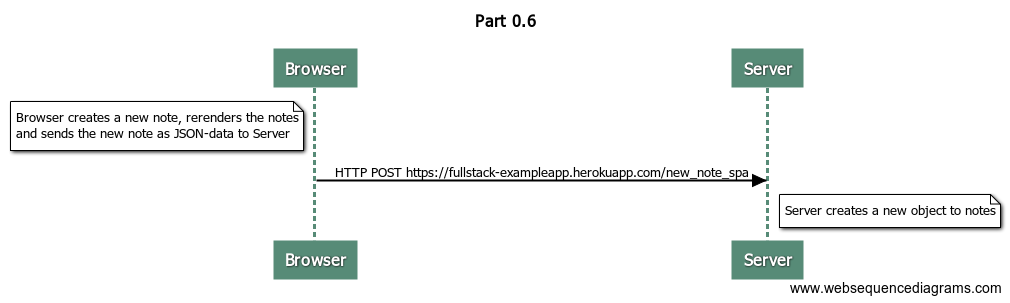 Part 0.6
Browser
Server
Browser creates a new note, rerenders the notes
and sends the new note as JSON-data to Server
HTTP POST https://fullstack-exampleapp.herokuapp.com/new_note_spa
Server creates a new object to notes
Browser
Server
www.websequencediagrams.com